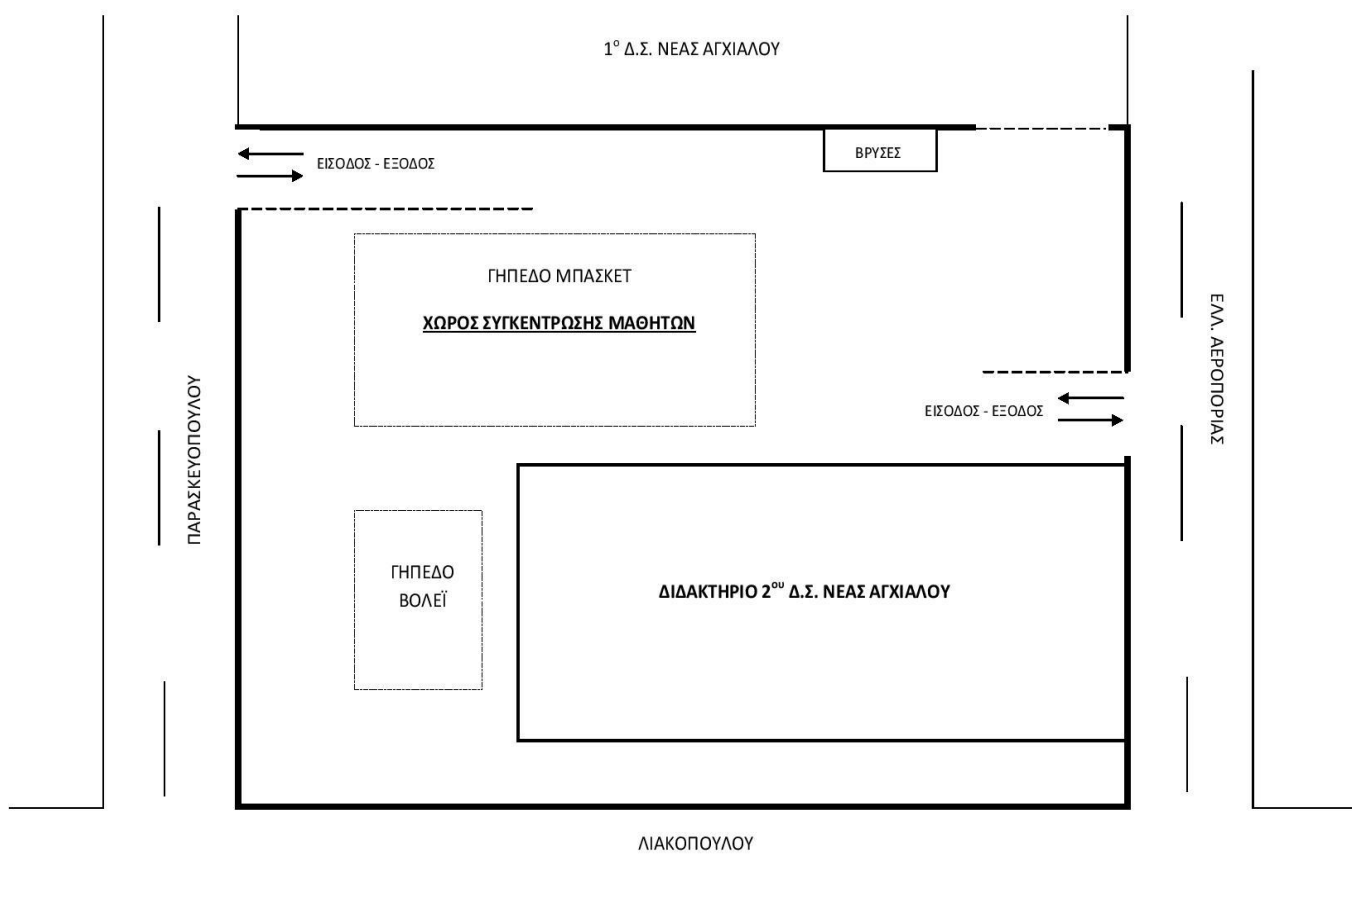 1ο Δ.Σ. ΝΕΑΣ ΑΓΧΙΑΛΟΥ
ΒΡΥΣΕΣ
ΕΙΣΟΔΟΣ - ΕΞΟΔΟΣ
ΓΗΠΕΔΟ ΜΠΑΣΚΕΤ
ΧΩΡΟΣ ΣΥΓΚΕΝΤΡΩΣΗΣ ΜΑΘΗΤΩΝ
ΕΛΛ. ΑΕΡΟΠΟΡΙΑΣ
ΠΑΡΑΣΚΕΥΟΠΟΥΛΟΥ
ΕΙΣΟΔΟΣ - ΕΞΟΔΟΣ
ΓΗΠΕΔΟ
ΒΟΛΕΪ
ΔΙΔΑΚΤΗΡΙΟ 2ου Δ.Σ. ΝΕΑΣ ΑΓΧΙΑΛΟΥ
ΛΙΑΚΟΠΟΥΛΟΥ